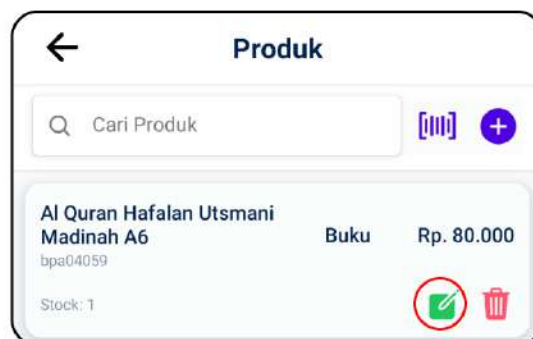 Produk
Cari Produk
Al Quran Hafalan Utsmani
Madinah A6
Buku
Rp. 80.000
bpa04059
Stock: 1